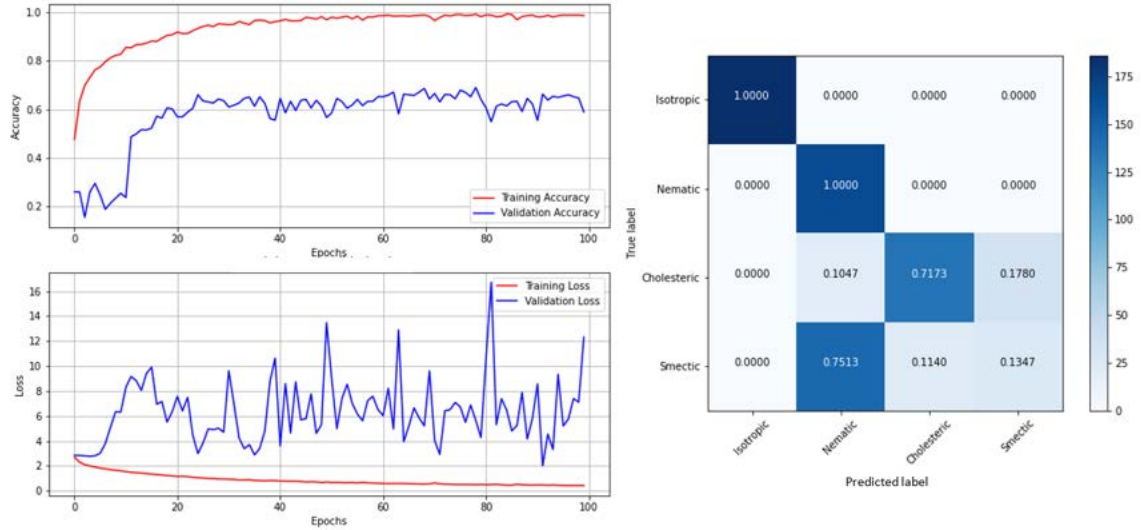 1.0
0.8
0.6
0.4
0.2
Accuracy
Training Accuracy
Validation Accuracy
0 20 40 60 80 100
Epochs
16
14
12
10
8
6
4
2
0
Loss
Training Loss
Validation Loss
0 20 40 60 80 100
Epochs
True label
Isotropic 1.0000 0.0000 0.0000 0.0000
Nematic 0.0000 1.0000 0.0000 0.0000
Cholesteric 0.0000 0.1047 0.7173 0.1780
Smectic 0.0000 0.7513 0.1140 0.1347
Isotropic Nematic Cholesteric Smectic
Predicted label
175
150
125
100
75
50
25
0